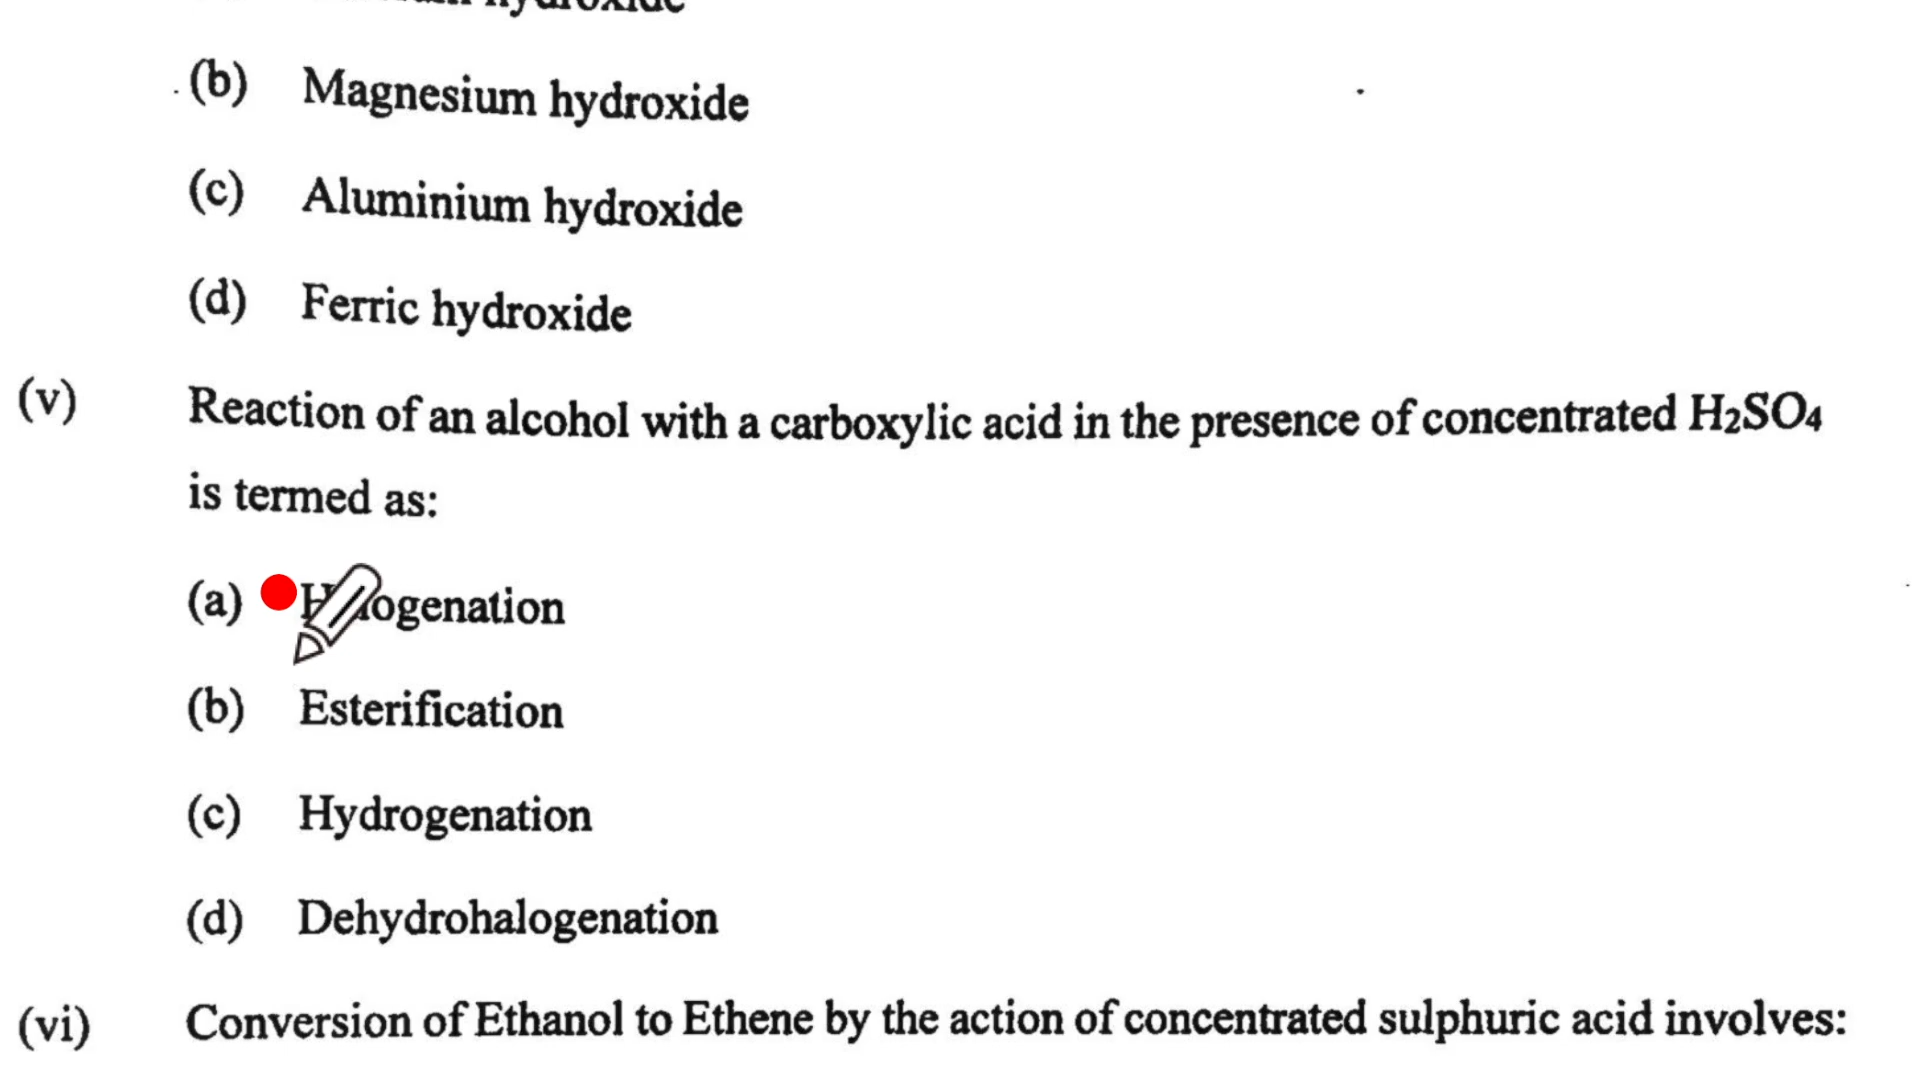 hydroxide
(b) Magnesium hydroxide
(c) Aluminium hydroxide
(d) Ferric hydroxide
(v) Reaction of an alcohol with a carboxylic acid in the presence of concentrated H₂SO₄
is termed as:
(a)
(b) Esterification
(c) Hydrogenation
(d) Dehydrohalogenation
(vi) Conversion of Ethanol to Ethene by the action of concentrated sulphuric acid involves: